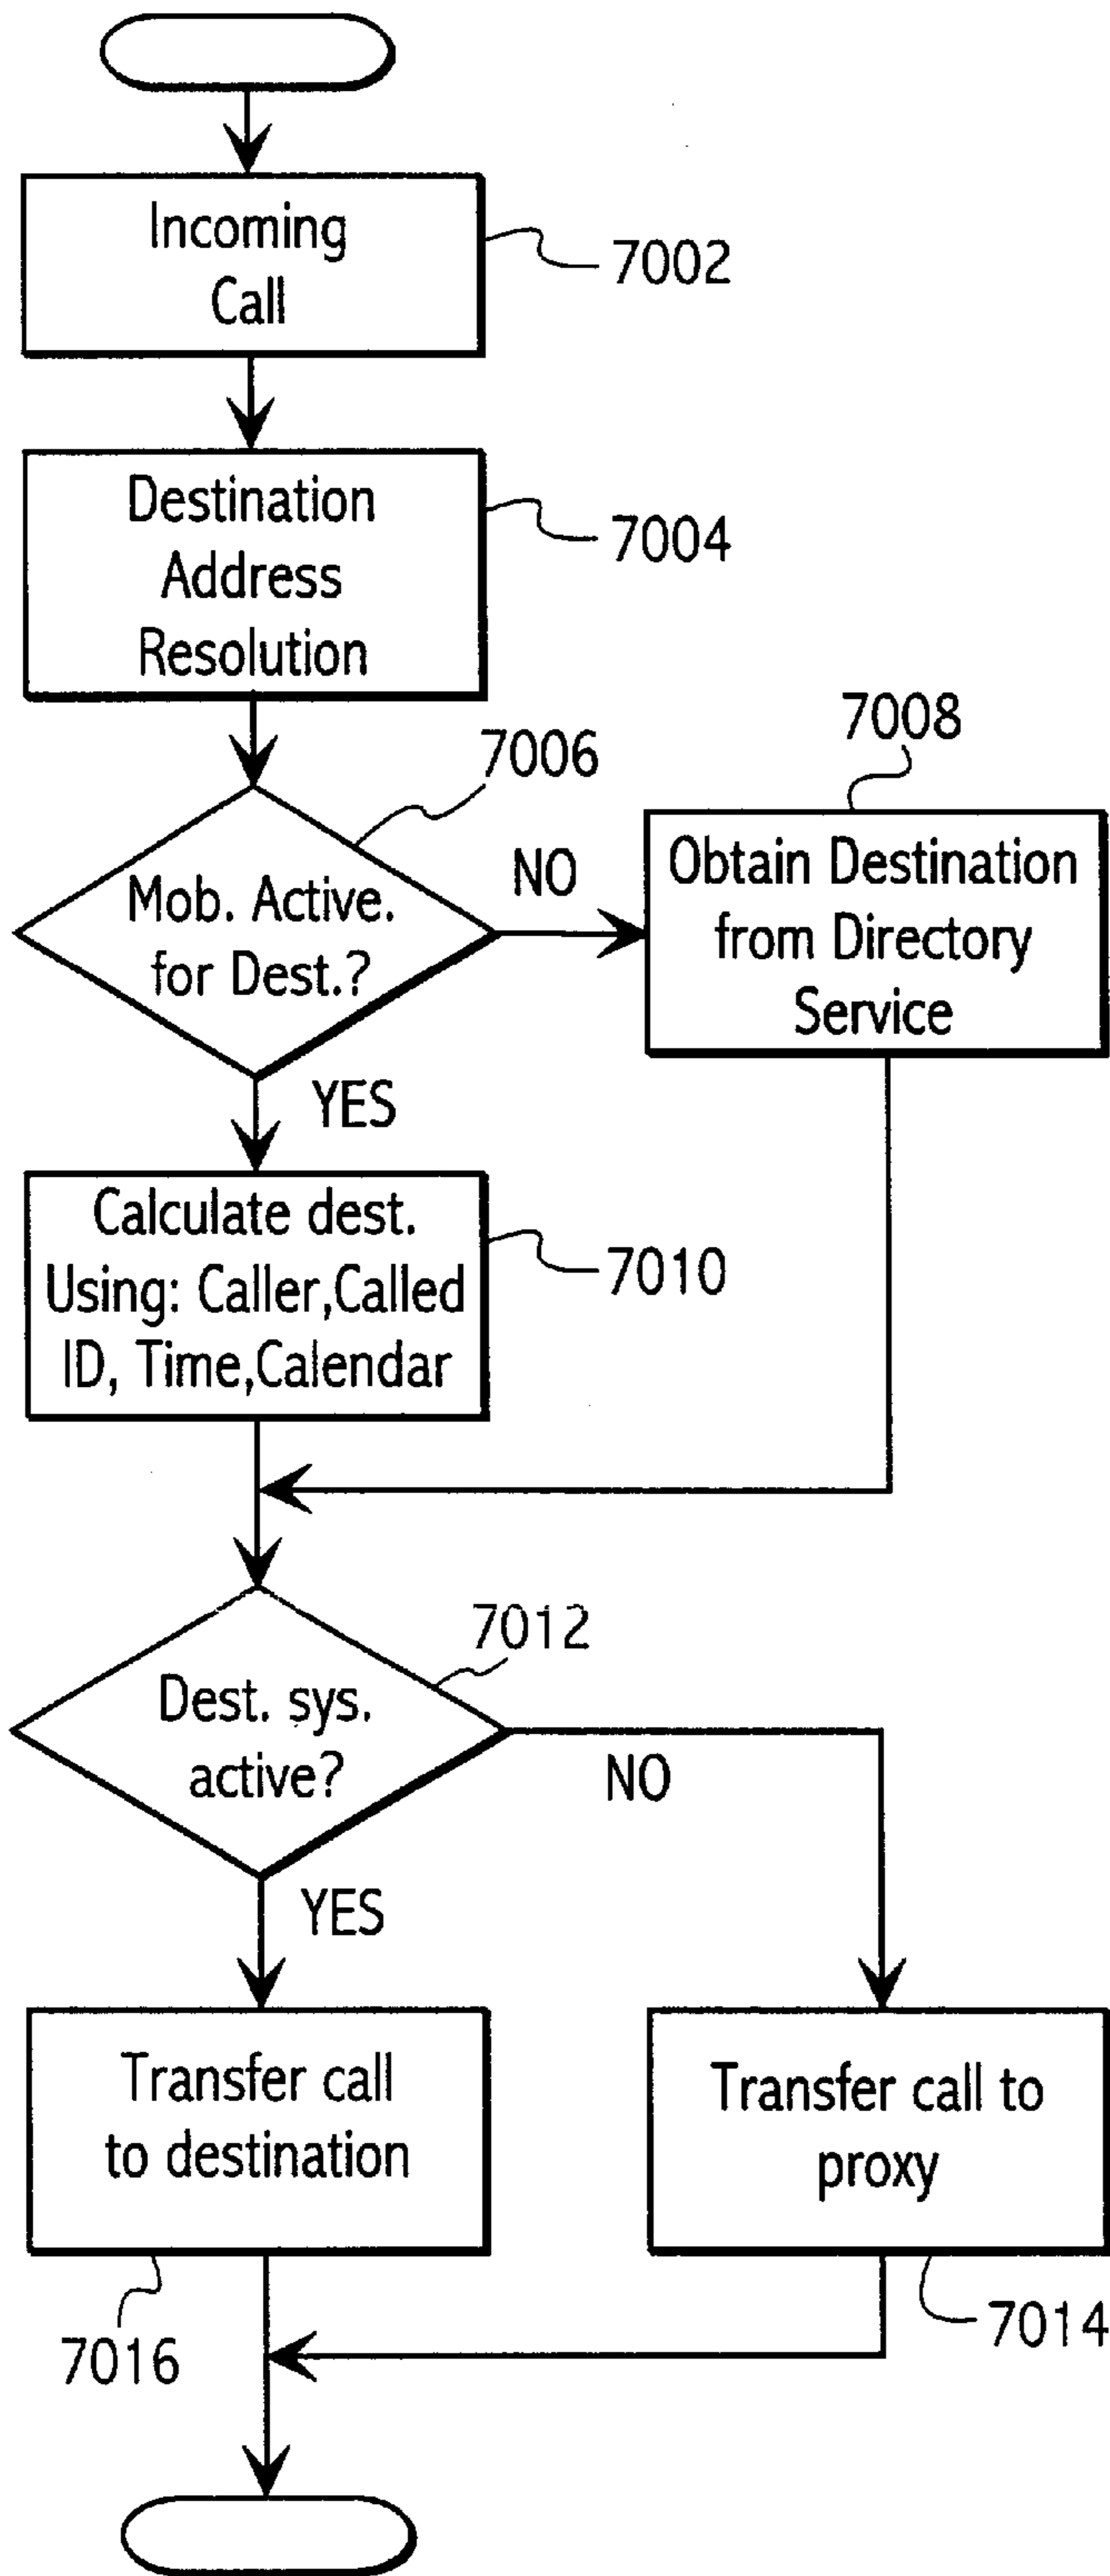 Incoming
Call
7002
Destination
Address
Resolution
7004
7006
Mob. Active.
for Dest.?
NO
YES
7008
Obtain Destination
from Directory
Service
Calculate dest.
Using: Caller,Called
ID, Time,Calendar
7010
7012
Dest. sys.
active?
NO
YES
Transfer call
to destination
7016
Transfer call to
proxy
7014